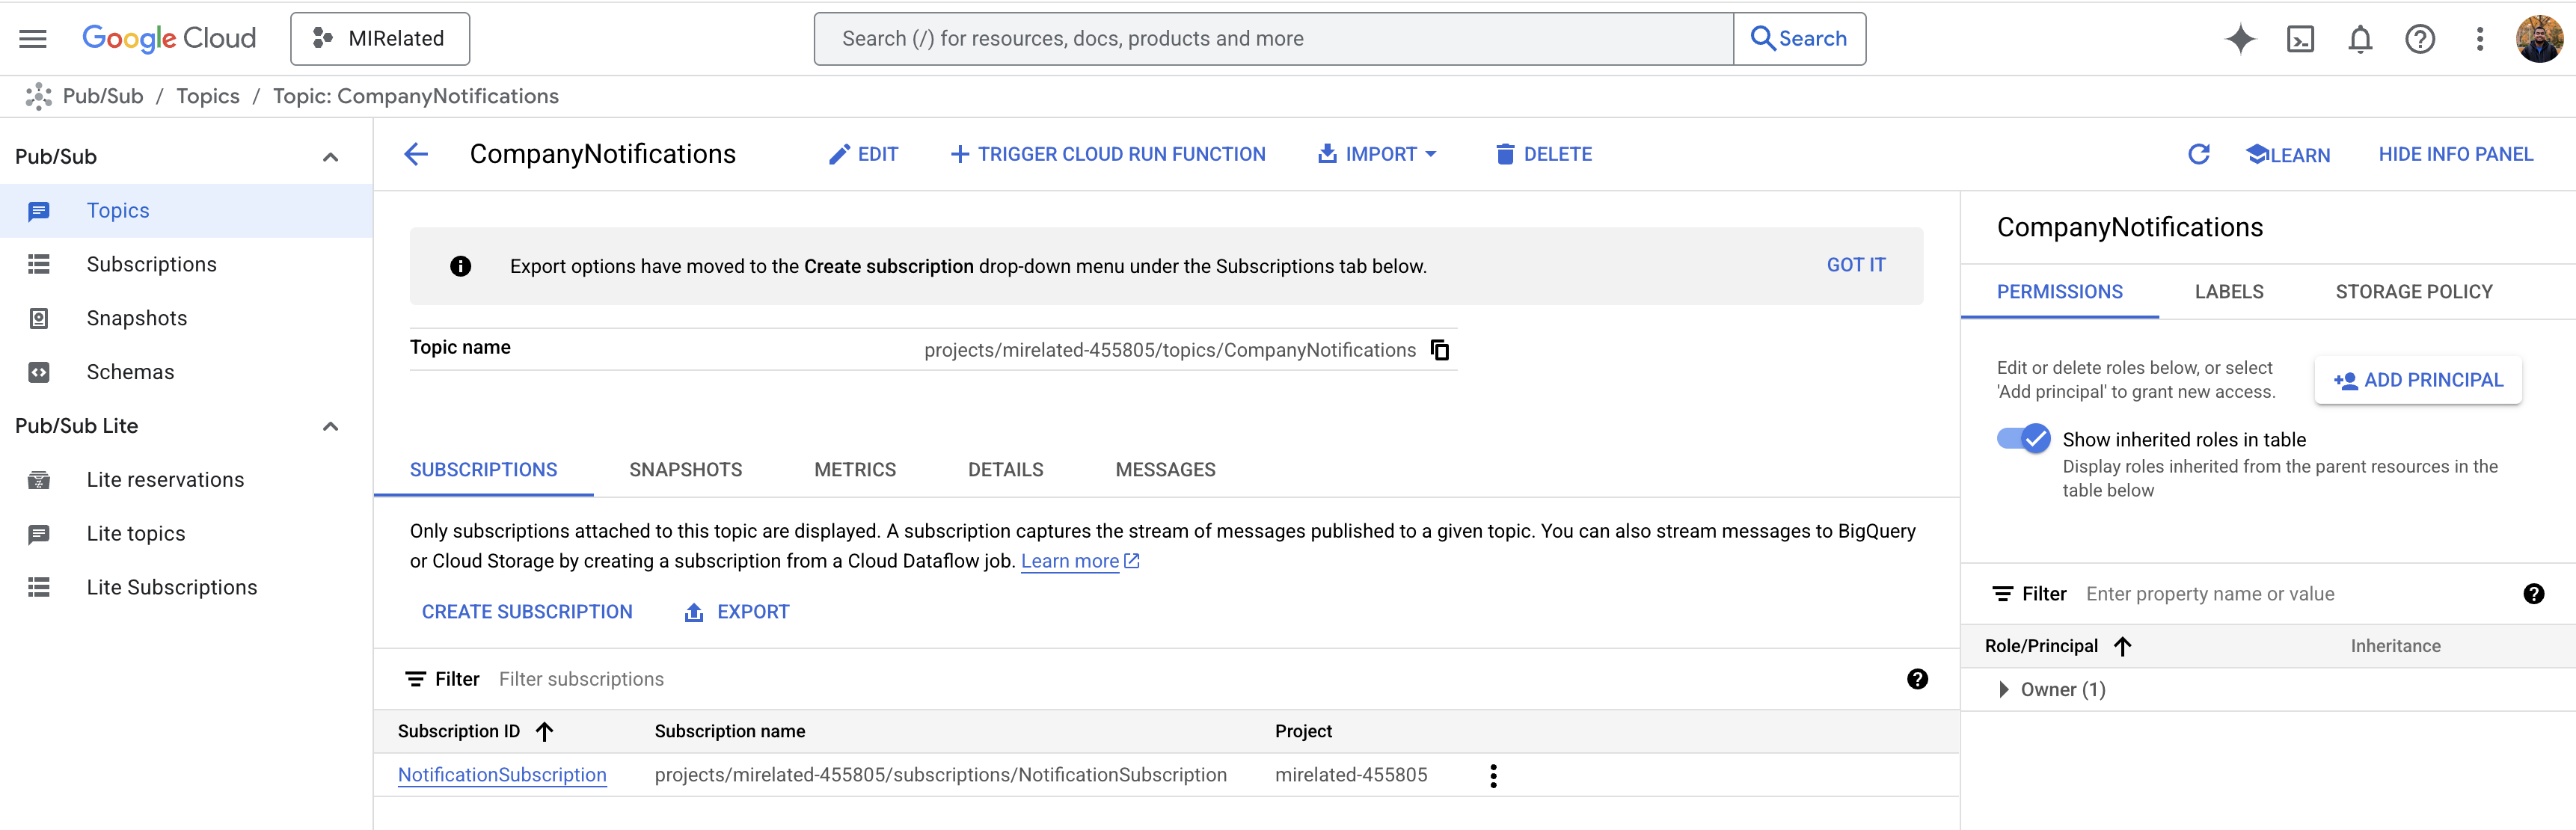 Google Cloud
MIRelated
Search (/) for resources, docs, products and more
Search
Pub/Sub / Topics / Topic: CompanyNotifications
Pub/Sub
Topics
Subscriptions
Snapshots
Schemas
Pub/Sub Lite
Lite reservations
Lite topics
Lite Subscriptions
CompanyNotifications
EDIT
TRIGGER CLOUD RUN FUNCTION
IMPORT
DELETE
LEARN
HIDE INFO PANEL
Export options have moved to the Create subscription drop-down menu under the Subscriptions tab below.
GOT IT
Topic name
projects/mirelated-455805/topics/CompanyNotifications
SUBSCRIPTIONS
SNAPSHOTS
METRICS
DETAILS
MESSAGES
Only subscriptions attached to this topic are displayed. A subscription captures the stream of messages published to a given topic. You can also stream messages to BigQuery
or Cloud Storage by creating a subscription from a Cloud Dataflow job. Learn more
CREATE SUBSCRIPTION
EXPORT
Filter Filter subscriptions
Subscription ID
Subscription name
Project
NotificationSubscription
projects/mirelated-455805/subscriptions/NotificationSubscription
mirelated-455805
CompanyNotifications
PERMISSIONS
LABELS
STORAGE POLICY
Edit or delete roles below, or select
'Add principal' to grant new access.
ADD PRINCIPAL
Show inherited roles in table
Display roles inherited from the parent resources in the
table below
Filter Enter property name or value
Role/Principal
Inheritance
Owner (1)